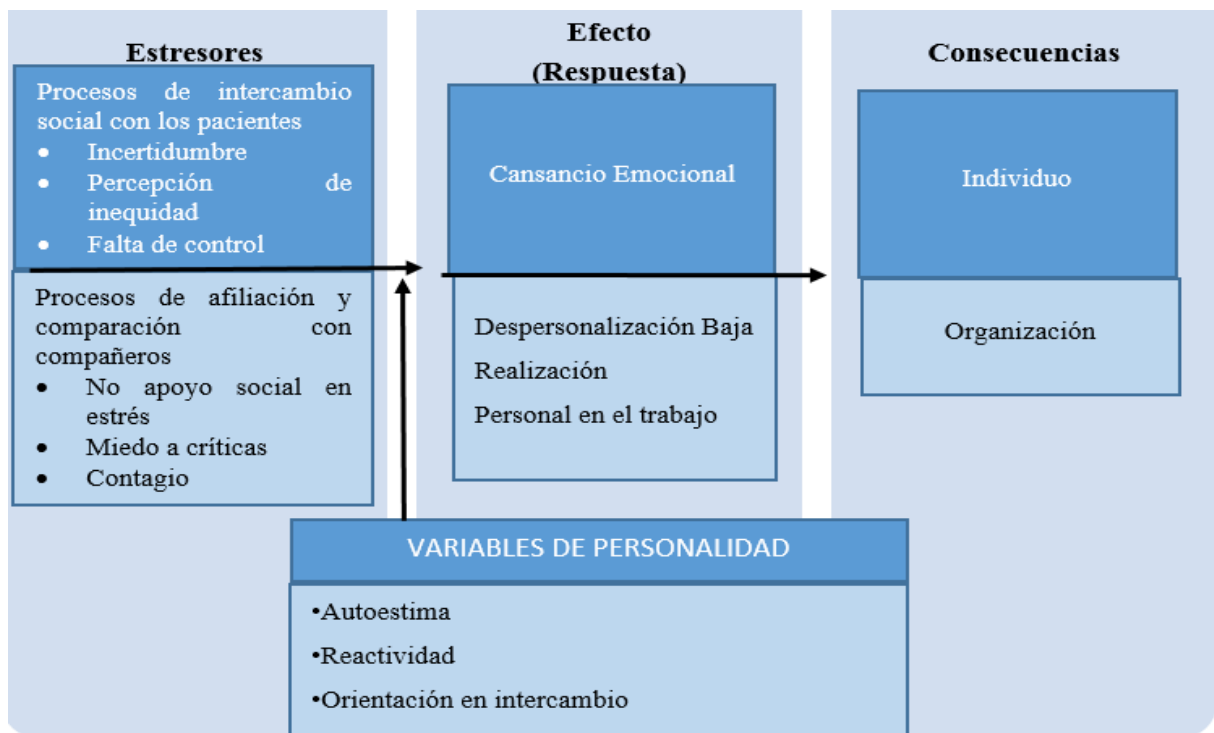 Estresores
Procesos de intercambio
social con los pacientes
• Incertidumbre
• Percepción de
inequidad
• Falta de control
Procesos de afiliación y
comparación con
compañeros
• No apoyo social en
estrés
• Miedo a críticas
• Contagio
Efecto
(Respuesta)
Cansancio Emocional
Despersonalización Baja
Realización
Personal en el trabajo
Consecuencias
Individuo
Organización
VARIABLES DE PERSONALIDAD
•Autoestima
•Reactividad
•Orientación en intercambio